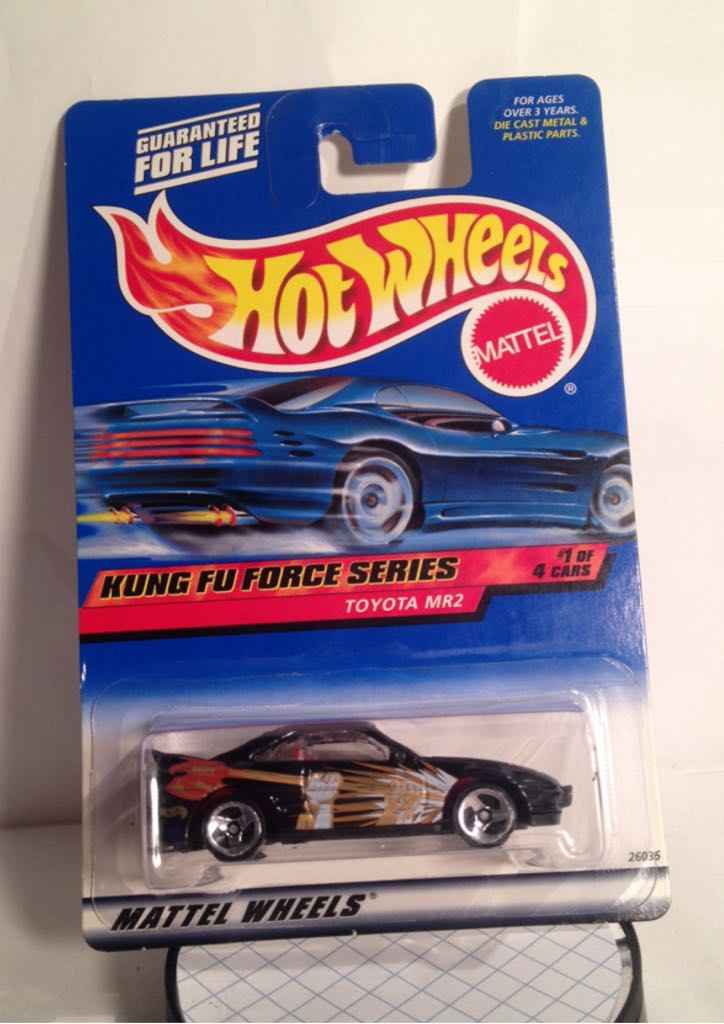 GUARANTEED
FOR LIFE
FOR AGES
OVER 3 YEARS.
DIE CAST METAL &
PLASTIC PARTS.
HOT WHEELS
MATTEL
®
KUNG FU FORCE SERIES
#1 OF
4 CARS
TOYOTA MR2
26036
MATTEL WHEELS®